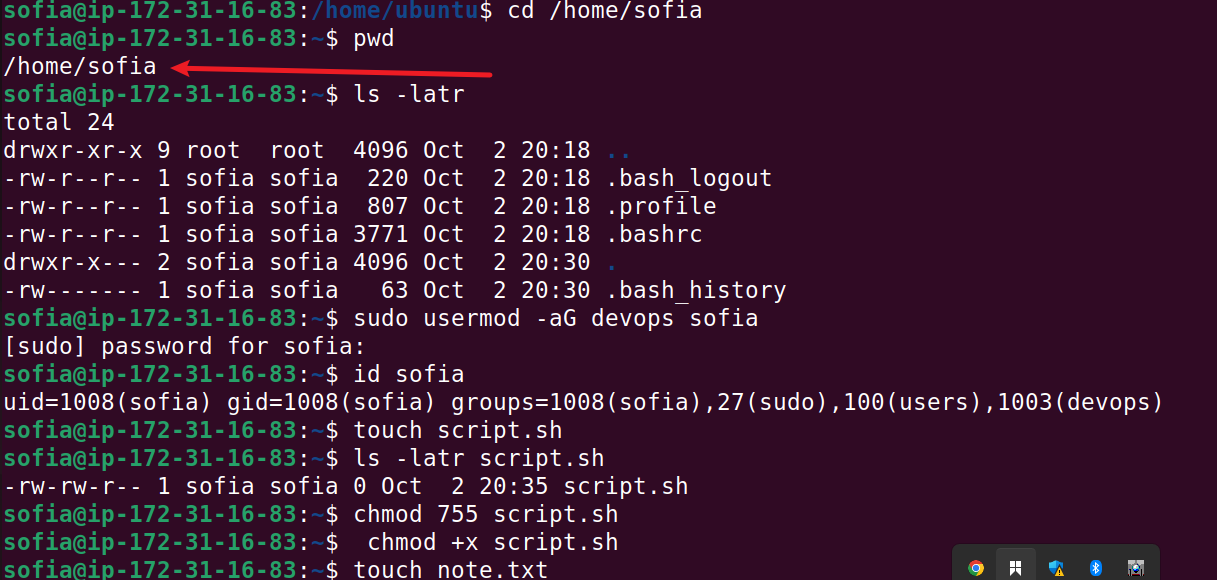 sofia@ip-172-31-16-83:/home/ubuntu$ cd /home/sofia
sofia@ip-172-31-16-83:~$ pwd
/home/sofia
sofia@ip-172-31-16-83:~$ ls -latr
total 24
drwxr-xr-x 9 root  root  4096 Oct  2 20:18 ..
-rw-r--r-- 1 sofia sofia  220 Oct  2 20:18 .bash_logout
-rw-r--r-- 1 sofia sofia  807 Oct  2 20:18 .profile
-rw-r--r-- 1 sofia sofia 3771 Oct  2 20:18 .bashrc
drwxr-x--- 2 sofia sofia 4096 Oct  2 20:30 .
-rw------- 1 sofia sofia   63 Oct  2 20:30 .bash_history
sofia@ip-172-31-16-83:~$ sudo usermod -aG devops sofia
[sudo] password for sofia:
sofia@ip-172-31-16-83:~$ id sofia
uid=1008(sofia) gid=1008(sofia) groups=1008(sofia),27(sudo),100(users),1003(devops)
sofia@ip-172-31-16-83:~$ touch script.sh
sofia@ip-172-31-16-83:~$ ls -latr script.sh
-rw-rw-r-- 1 sofia sofia 0 Oct  2 20:35 script.sh
sofia@ip-172-31-16-83:~$ chmod 755 script.sh
sofia@ip-172-31-16-83:~$  chmod +x script.sh
sofia@ip-172-31-16-83:~$ touch note.txt